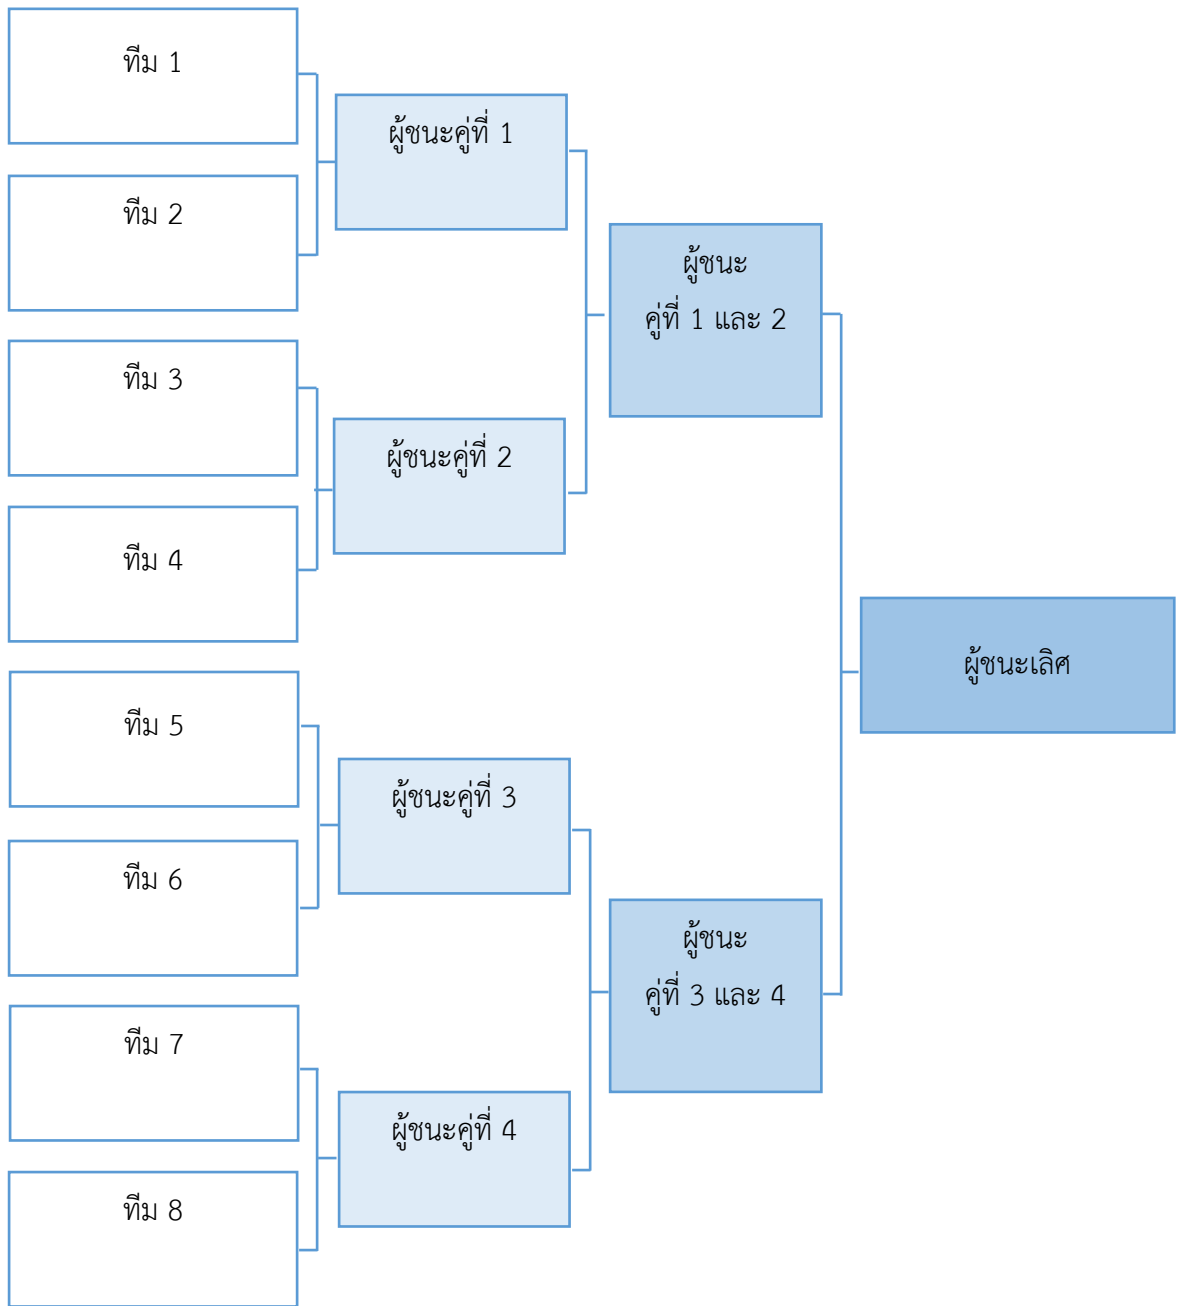 ทีม 1
ทีม 2
ทีม 3
ทีม 4
ทีม 5
ทีม 6
ทีม 7
ทีม 8
ผู้ชนะคู่ที่ 1
ผู้ชนะคู่ที่ 2
ผู้ชนะคู่ที่ 3
ผู้ชนะคู่ที่ 4
ผู้ชนะ
คู่ที่ 1 และ 2
ผู้ชนะ
คู่ที่ 3 และ 4
ผู้ชนะเลิศ